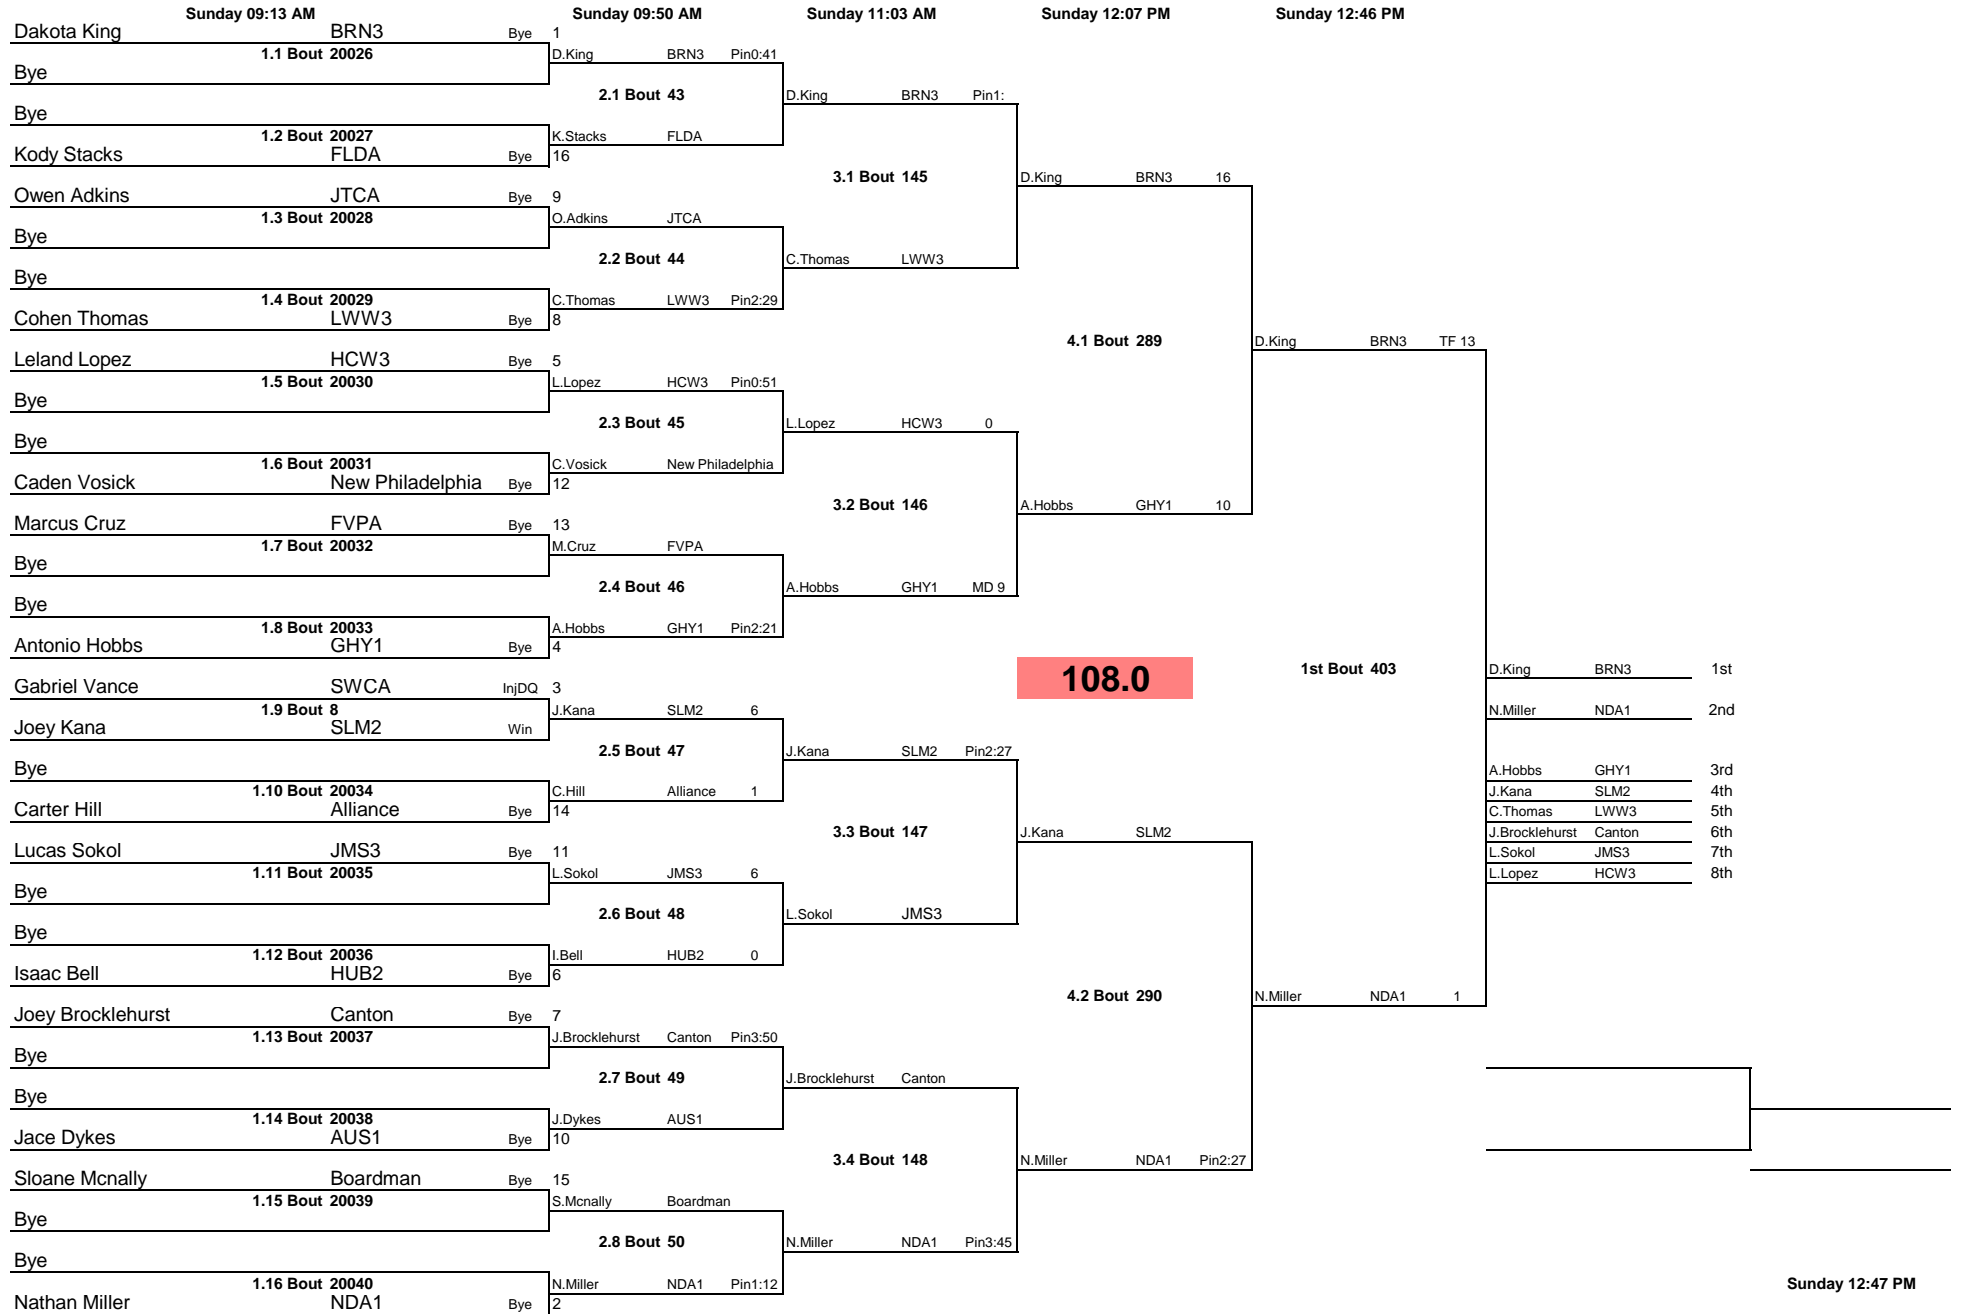 Sunday 09:13 AM Sunday 09:50 AM Sunday 11:03 AM Sunday 12:07 PM Sunday 12:46 PM
Dakota King BRN3 Bye 1
1.1 Bout 20026 D.King BRN3 Pin0:41
Bye
2.1 Bout 43 D.King BRN3 Pin1:
Bye
1.2 Bout 20027 K.Stacks FLDA
Kody Stacks FLDA Bye 16
3.1 Bout 145 D.King BRN3 16
Owen Adkins JTCA Bye 9
1.3 Bout 20028 O.Adkins JTCA
Bye
2.2 Bout 44 C.Thomas LWW3
Bye
1.4 Bout 20029 C.Thomas LWW3 Pin2:29
Cohen Thomas LWW3 Bye 8
4.1 Bout 289 D.King BRN3 TF 13
Leland Lopez HCW3 Bye 5
1.5 Bout 20030 L.Lopez HCW3 Pin0:51
Bye
2.3 Bout 45 L.Lopez HCW3 0
Bye
1.6 Bout 20031 C.Vosick New Philadelphia
Caden Vosick New Philadelphia Bye 12
3.2 Bout 146 A.Hobbs GHY1 10
Marcus Cruz FVPA Bye 13
1.7 Bout 20032 M.Cruz FVPA
Bye
2.4 Bout 46 A.Hobbs GHY1 MD 9
Bye
1.8 Bout 20033 A.Hobbs GHY1 Pin2:21
Antonio Hobbs GHY1 Bye 4
108.0 1st Bout 403 D.King BRN3 1st
Gabriel Vance SWCA InjDQ 3
1.9 Bout 8 J.Kana SLM2 6 N.Miller NDA1 2nd
Joey Kana SLM2 Win
2.5 Bout 47 J.Kana SLM2 Pin2:27
Bye A.Hobbs GHY1 3rd
1.10 Bout 20034 C.Hill Alliance 1 J.Kana SLM2 4th
Carter Hill Alliance Bye 14 C.Thomas LWW3 5th
3.3 Bout 147 J.Kana SLM2 J.Brocklehurst Canton 6th
Lucas Sokol JMS3 Bye 11 L.Sokol JMS3 7th
1.11 Bout 20035 L.Sokol JMS3 6 L.Lopez HCW3 8th
Bye
2.6 Bout 48 L.Sokol JMS3
Bye
1.12 Bout 20036 I.Bell HUB2 0
Isaac Bell HUB2 Bye 6
4.2 Bout 290 N.Miller NDA1 1
Joey Brocklehurst Canton Bye 7
1.13 Bout 20037 J.Brocklehurst Canton Pin3:50
Bye
2.7 Bout 49 J.Brocklehurst Canton
Bye
1.14 Bout 20038 J.Dykes AUS1
Jace Dykes AUS1 Bye 10
3.4 Bout 148 N.Miller NDA1 Pin2:27
Sloane Mcnally Boardman Bye 15
1.15 Bout 20039 S.Mcnally Boardman
Bye
2.8 Bout 50 N.Miller NDA1 Pin3:45
Bye
1.16 Bout 20040 N.Miller NDA1 Pin1:12 Sunday 12:47 PM
Nathan Miller NDA1 Bye 2